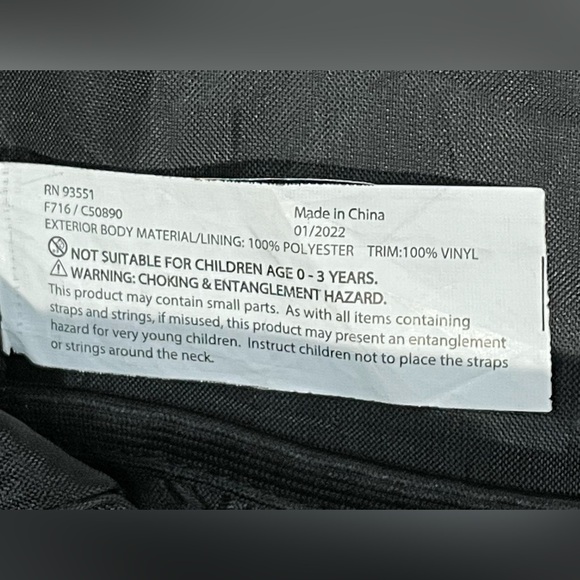 RN 93551
F716 / C50890 Made in China
01/2022
EXTERIOR BODY MATERIAL/LINING: 100% POLYESTER TRIM:100% VINYL
NOT SUITABLE FOR CHILDREN AGE 0 - 3 YEARS.
WARNING: CHOKING & ENTANGLEMENT HAZARD.
This product may contain small parts. As with all items containing
straps and strings, if misused, this product may present an entanglement
hazard for very young children. Instruct children not to place the straps
or strings around the neck.